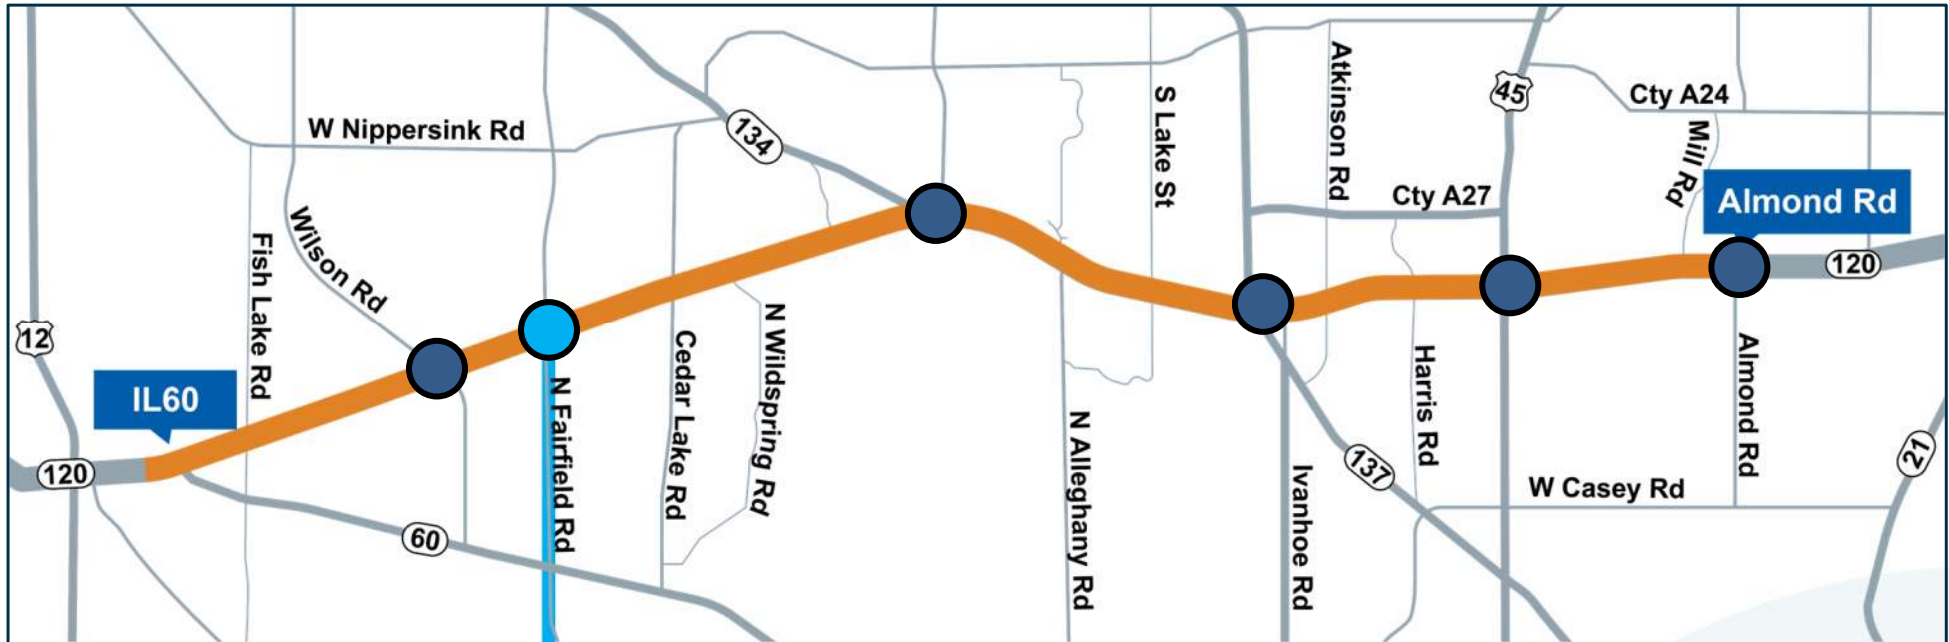 W Nippersink Rd
134
S Lake St
Atkinson Rd
45
Cty A24
Mill Rd
Cty A27
Almond Rd
120
Fish Lake Rd
Wilson Rd
12
IL60
120
60
N Fairfield Rd
Cedar Lake Rd
N Wildspring Rd
N Alleghany Rd
Ivanhoe Rd
137
Harris Rd
W Casey Rd
Almond Rd
21